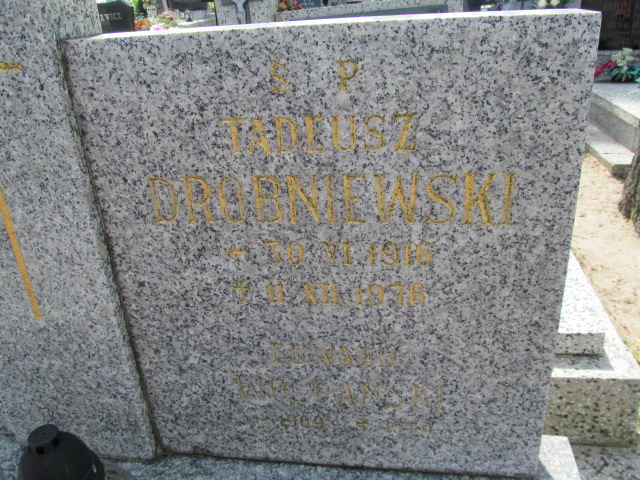 Ś P
TADEUSZ
DROBNIEWSKI
+ 30 VI.1916
+ 11.XII.1976
EDWARD